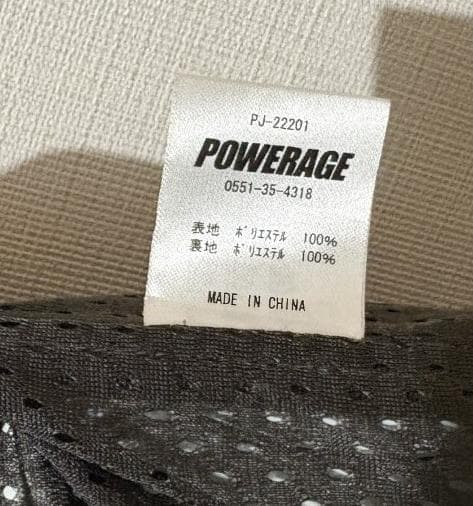 PJ-22201
POWERAGE
0551-35-4318
表地 ﾎﾟﾘｴｽﾃﾙ 100%
裏地 ﾎﾟﾘｴｽﾃﾙ 100%
MADE IN CHINA